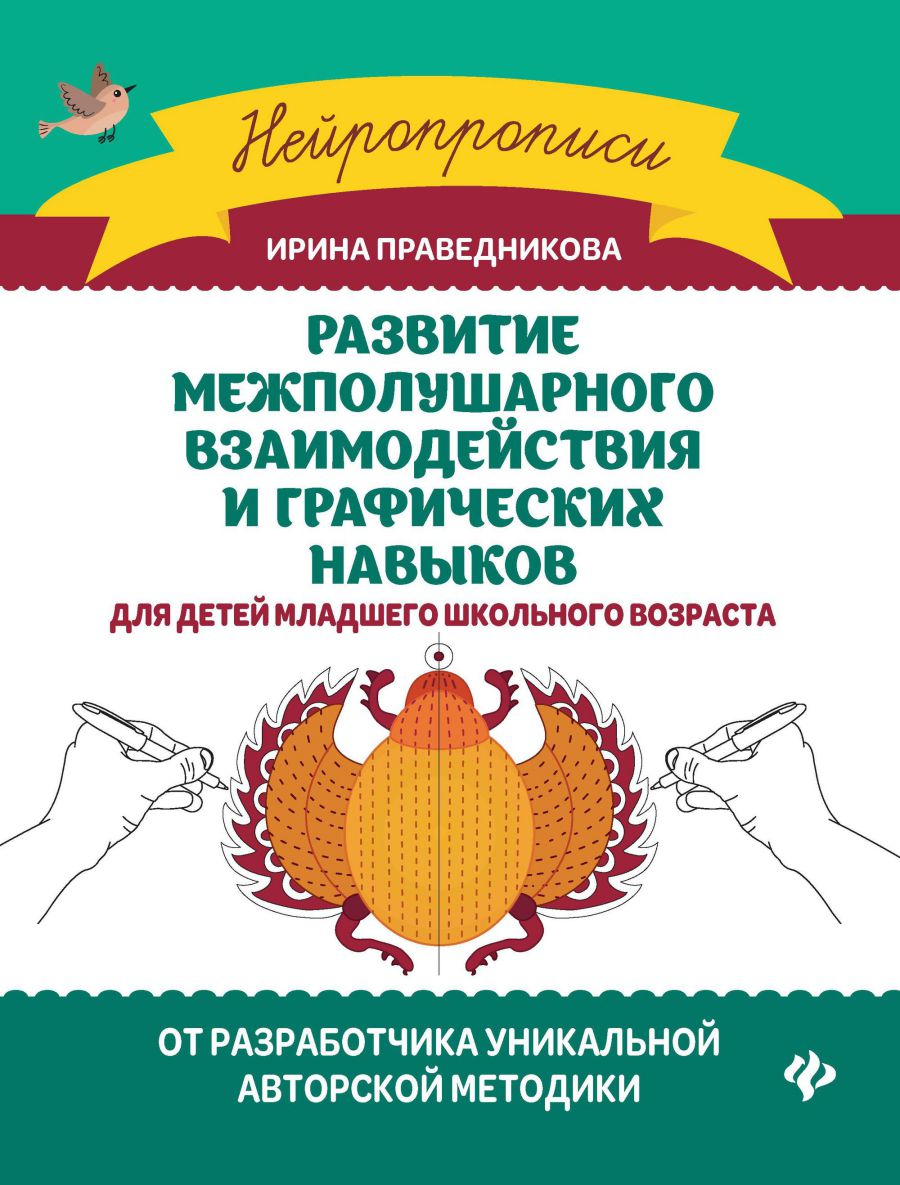 Нейропрописи
ИРИНА ПРАВЕДНИКОВА
РАЗВИТИЕ
МЕЖПОЛУШАРНОГО
ВЗАИМОДЕЙСТВИЯ
И ГРАФИЧЕСКИХ
НАВЫКОВ
ДЛЯ ДЕТЕЙ МЛАДШЕГО ШКОЛЬНОГО ВОЗРАСТА
ОТ РАЗРАБОТЧИКА УНИКАЛЬНОЙ
АВТОРСКОЙ МЕТОДИКИ